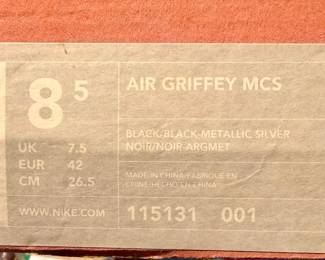 8 5
UK 7.5
EUR 42
CM 26.5
WWW.NIKE.COM
AIR GRIFFEY MCS
BLACK/BLACK-METALLIC SILVER
NOIR/NOIR-ARGMET
MADE IN CHINA-FABRIQUÉ EN
CHINE-HECHO EN CHINA
115131 001